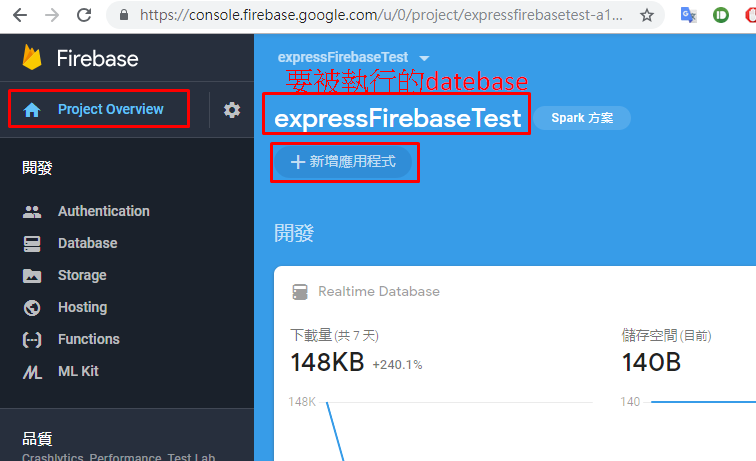 https://console.firebase.google.com/u/0/project/expressfirebasetest-a1...
Firebase
Project Overview
開發
Authentication
Database
Storage
Hosting
Functions
ML Kit
品質
Crashlytics, Performance, Test Lab
expressFirebaseTest
要被執行的datebase
expressFirebaseTest
Spark 方案
+ 新增應用程式
開發
Realtime Database
下載量 (共 7 天)
148KB +240.1%
148K
儲存空間 (目前)
140B
140